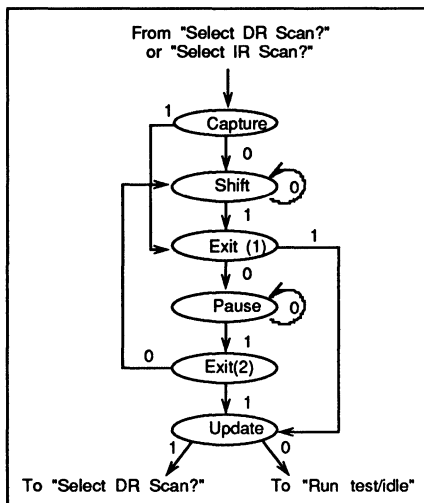 From "Select DR Scan?"
or "Select IR Scan?"
1
Capture
0
Shift
0
1
Exit (1)
1
0
Pause
0
1
0
Exit(2)
1
Update
1
0
To "Select DR Scan?"
To "Run test/idle"